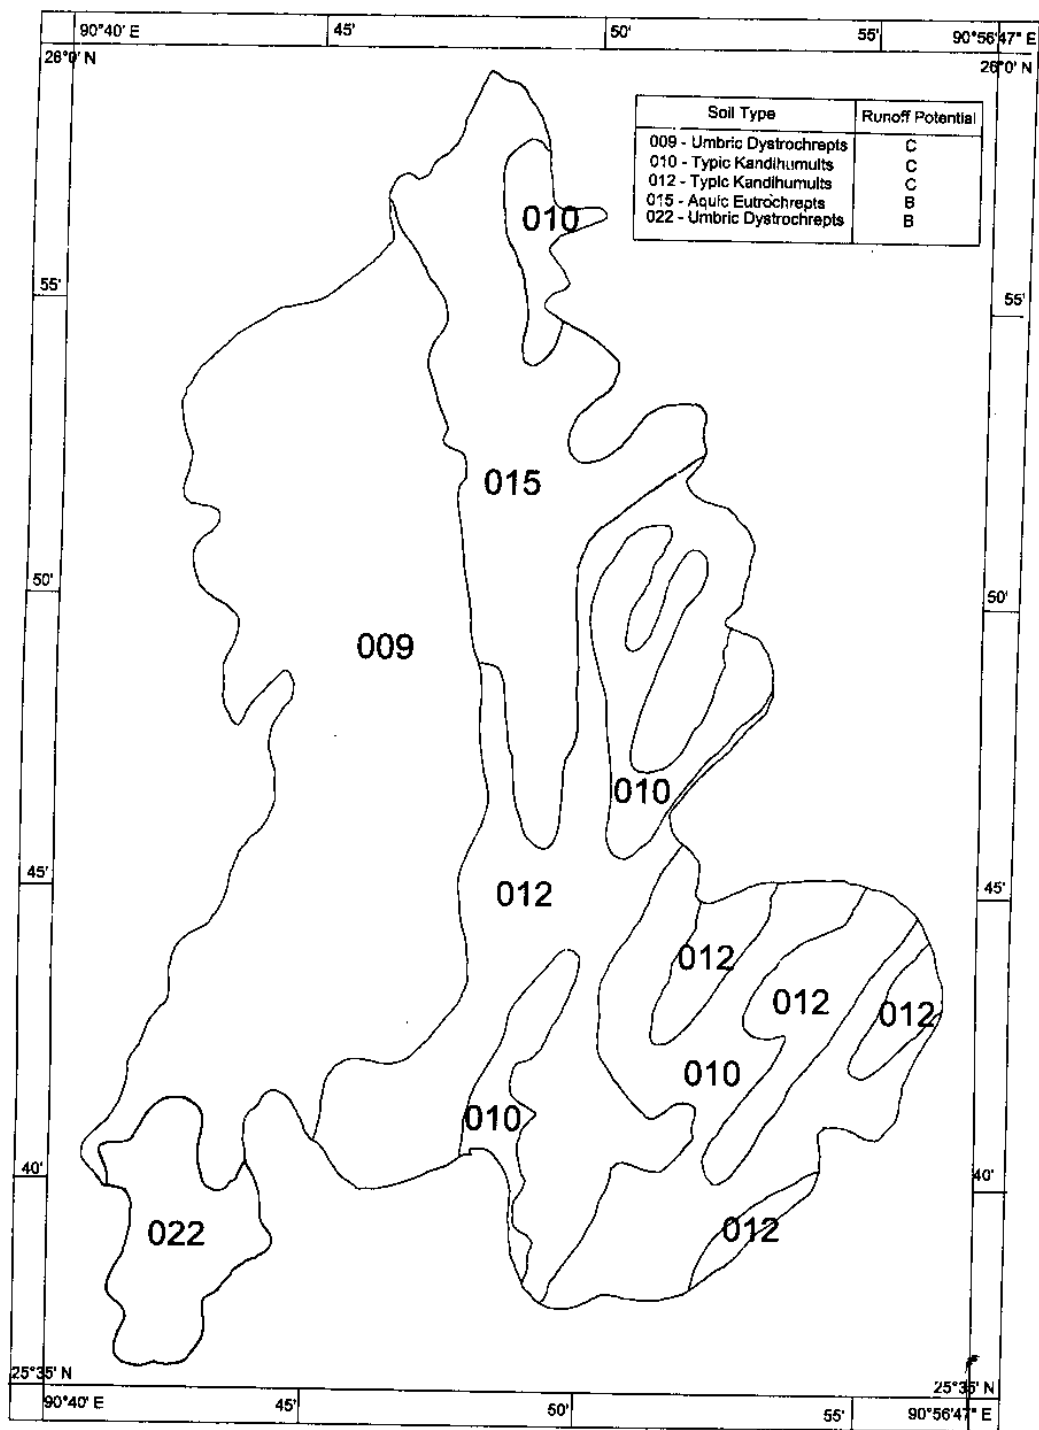 90°40' E 45' 50' 55' 90°56'47" E
26°0' N 26°0' N
Soil Type Runoff Potential
009 - Umbric Dystrochrepts C
010 - Typic Kandihumults C
012 - Typic Kandihumults C
015 - Aquic Eutrochrepts B
022 - Umbric Dystrochrepts B
010
55' 55'
015
50' 50'
009
010
45' 45'
012
012
012
012
010
010
40' 40'
012
022
25°35' N 25°35' N
90°40' E 45' 50' 55' 90°56'47" E